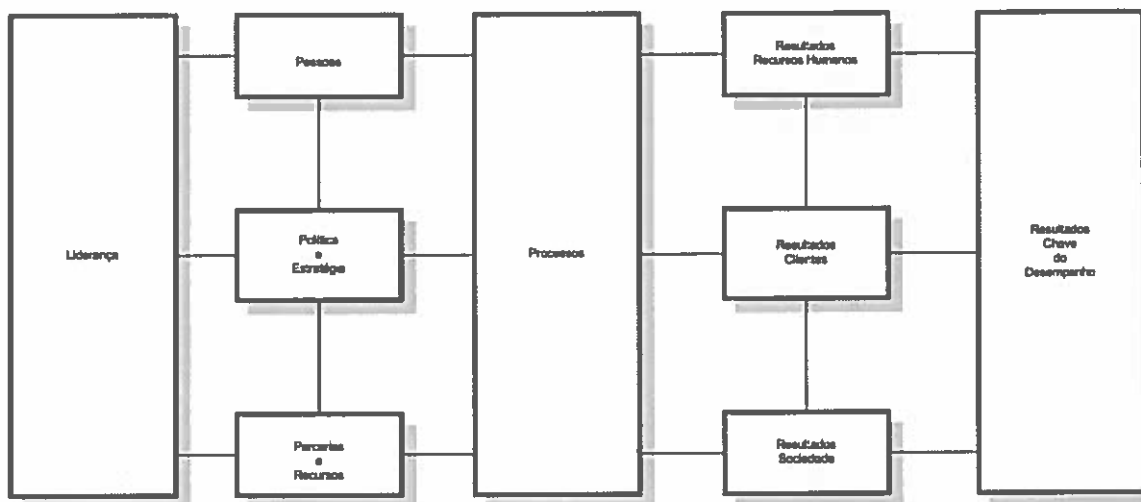 Liderança
Pessoas
Política
e
Estratégia
Parcerias
e
Recursos
Processos
Resultados
Recursos Humanos
Resultados
Clientes
Resultados
Sociedade
Resultados
Chave
do
Desempenho